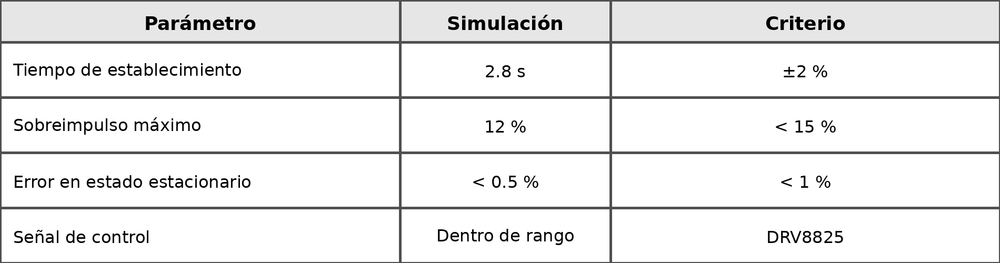 Parámetro Simulación Criterio
Tiempo de establecimiento 2.8 s ±2 %
Sobreimpulso máximo 12 % < 15 %
Error en estado estacionario < 0.5 % < 1 %
Señal de control Dentro de rango DRV8825